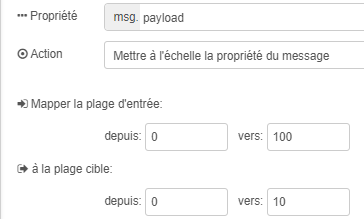 Propriété msg. payload
Action Mettre à l'échelle la propriété du message
Mapper la plage d'entrée:
depuis: 0 vers: 100
à la plage cible:
depuis: 0 vers: 10